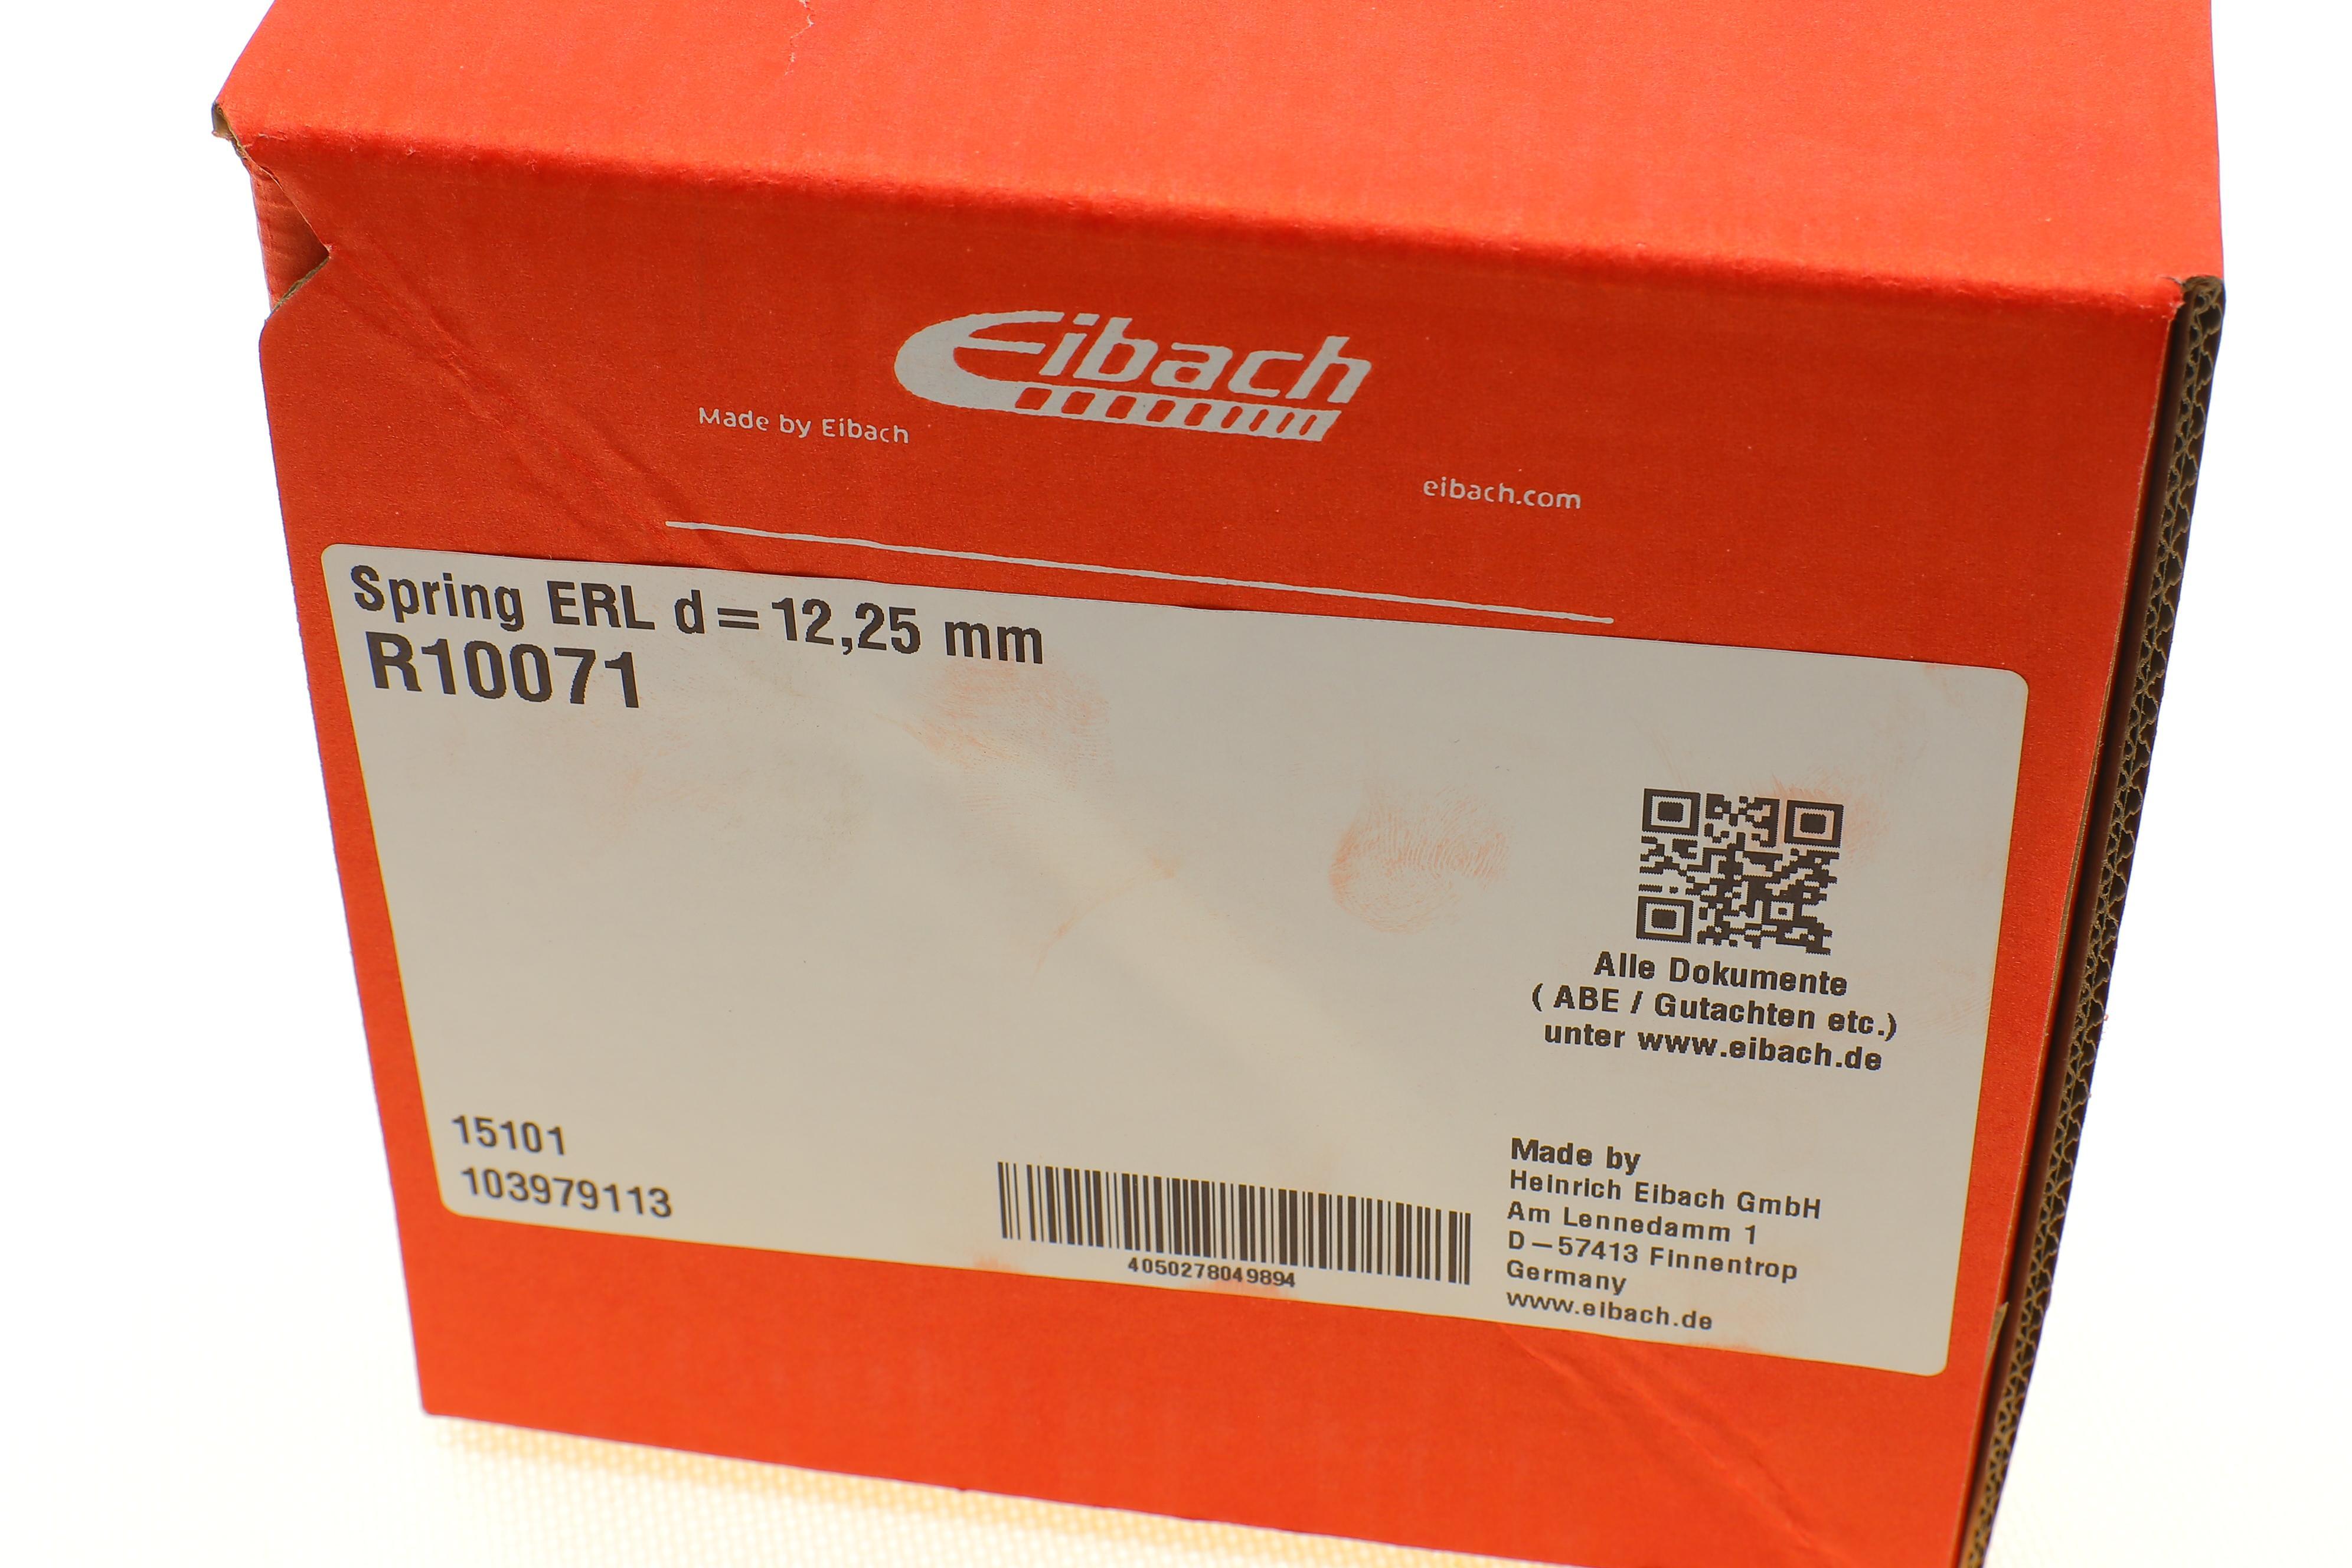 Eibach
Made by Eibach
eibach.com
Spring ERL d=12,25 mm
R10071
Alle Dokumente
( ABE / Gutachten etc.)
unter www.eibach.de
15101
103979113
4050278049894
Made by
Heinrich Eibach GmbH
Am Lennedamm 1
D–57413 Finnentrop
Germany
www.eibach.de